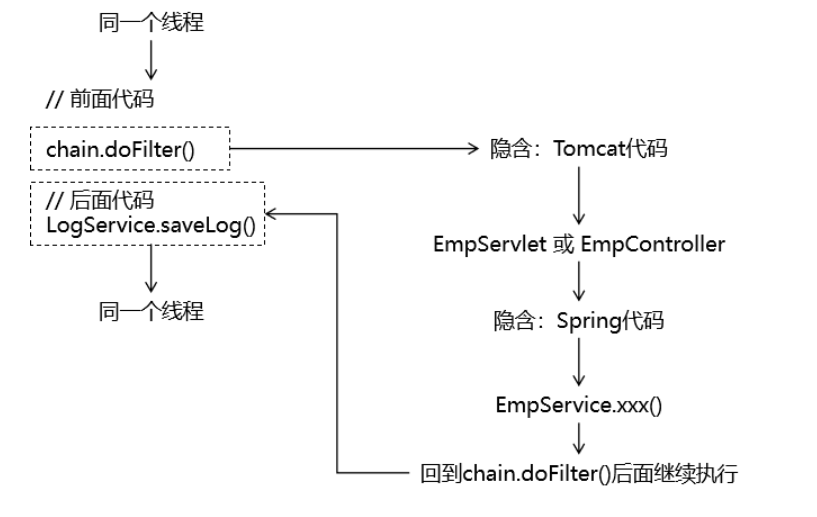 同一个线程
// 前面代码
chain.doFilter()
// 后面代码
LogService.saveLog()
同一个线程
隐含：Tomcat代码
EmpServlet 或 EmpController
隐含：Spring代码
EmpService.xxx()
回到chain.doFilter()后面继续执行